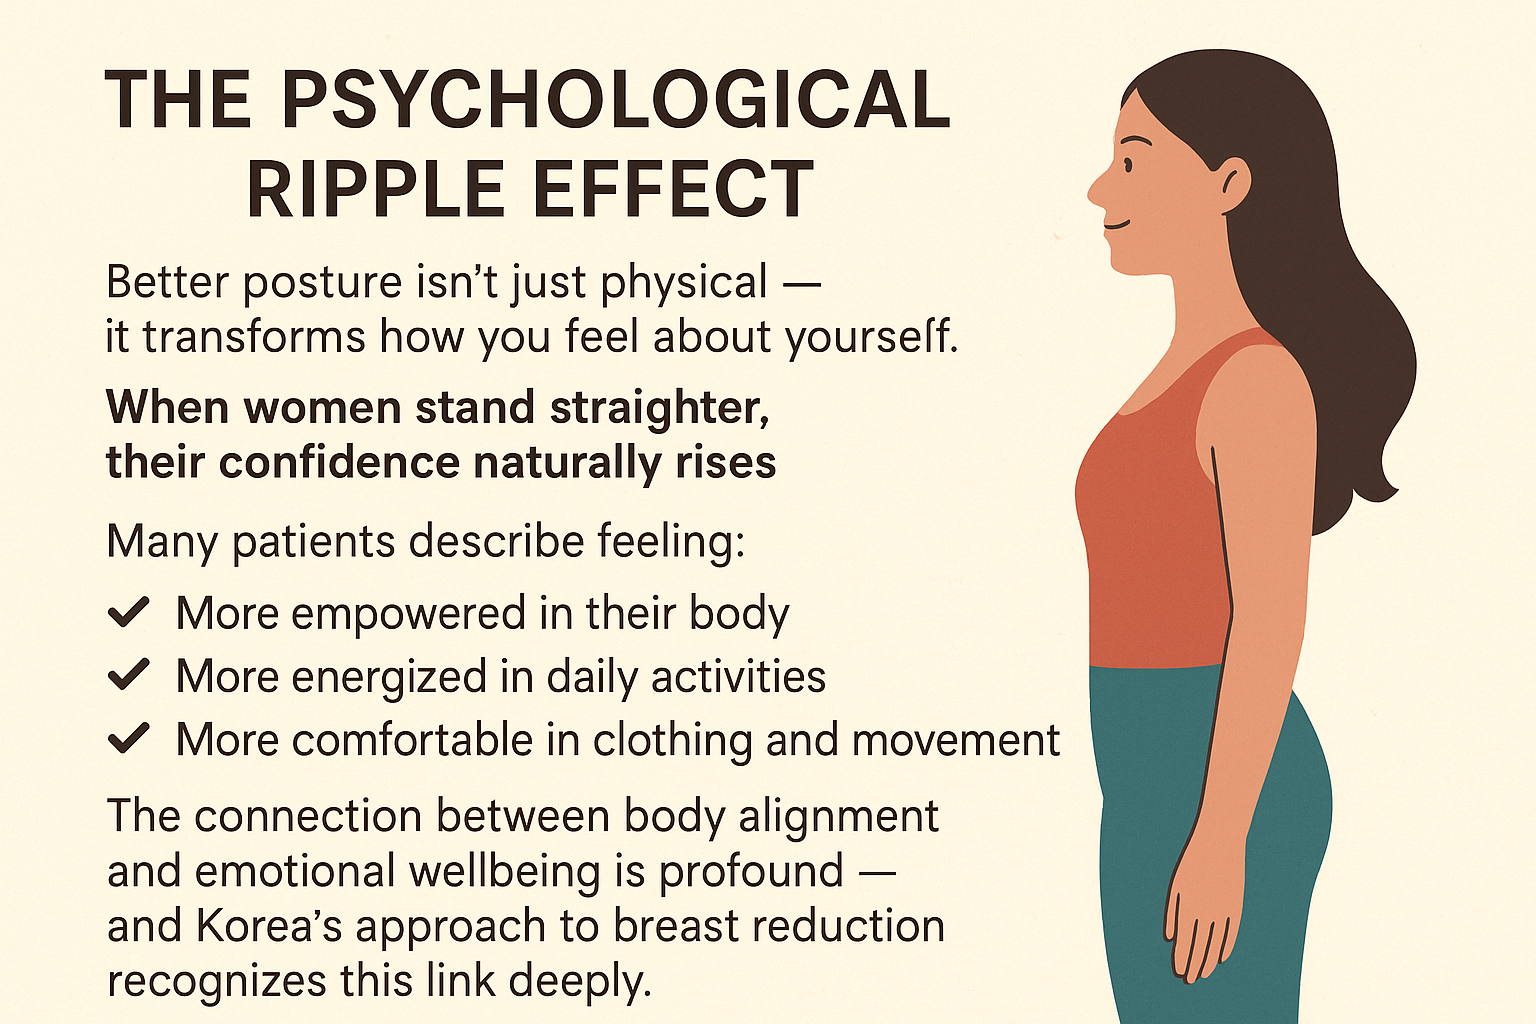 THE PSYCHOLOGICAL
RIPPLE EFFECT
Better posture isn’t just physical —
it transforms how you feel about yourself.
When women stand straighter,
their confidence naturally rises
Many patients describe feeling:
✔ More empowered in their body
✔ More energized in daily activities
✔ More comfortable in clothing and movement
The connection between body alignment
and emotional wellbeing is profound —
and Korea’s approach to breast reduction
recognizes this link deeply.